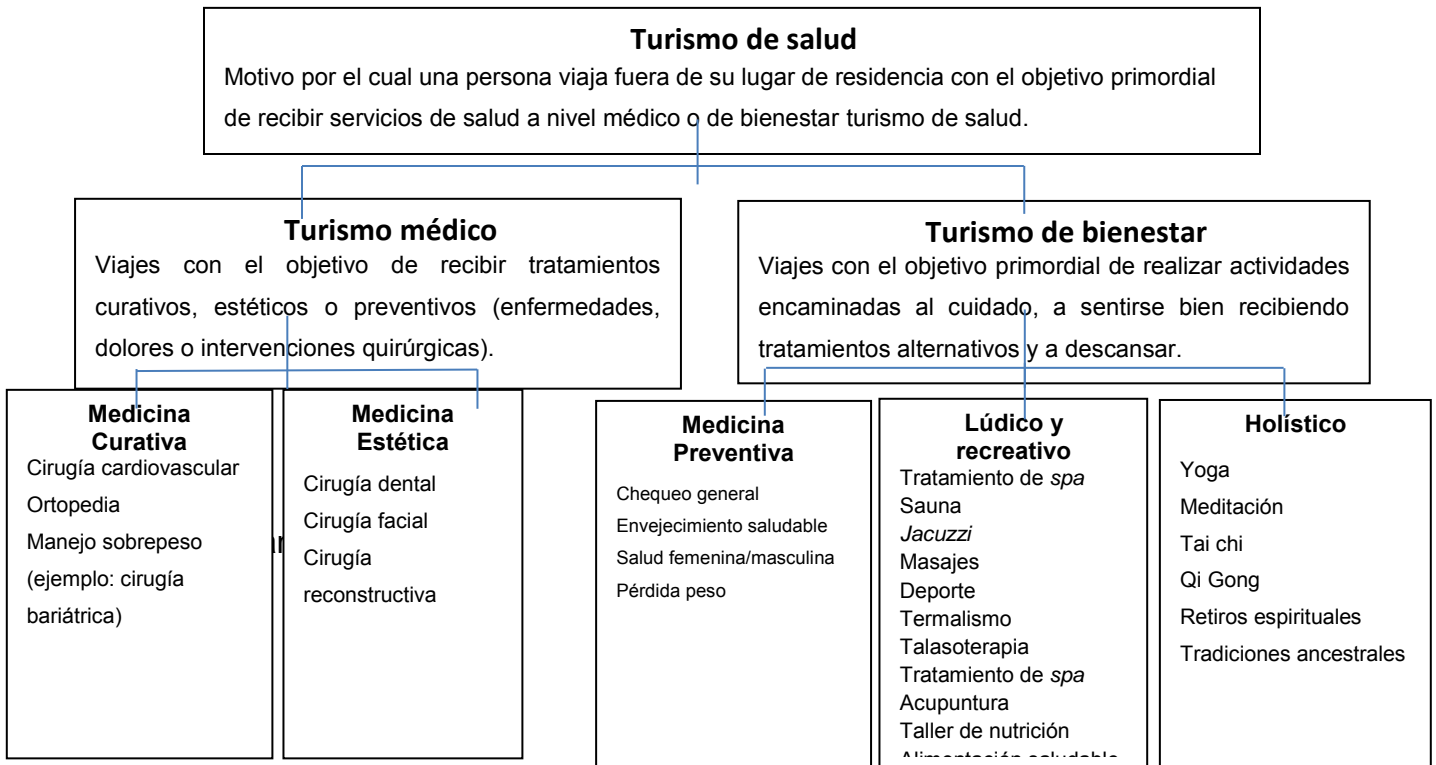 Turismo de salud
Motivo por el cual una persona viaja fuera de su lugar de residencia con el objetivo primordial
de recibir servicios de salud a nivel médico o de bienestar turismo de salud.
Turismo médico
Viajes con el objetivo de recibir tratamientos
curativos, estéticos o preventivos (enfermedades,
dolores o intervenciones quirúrgicas).
Turismo de bienestar
Viajes con el objetivo primordial de realizar actividades
encaminadas al cuidado, a sentirse bien recibiendo
tratamientos alternativos y a descansar.
Medicina
Curativa
Cirugía cardiovascular
Ortopedia
Manejo sobrepeso
(ejemplo: cirugía
bariátrica)
Medicina
Estética
Cirugía dental
Cirugía facial
Cirugía
reconstructiva
Medicina
Preventiva
Chequeo general
Envejecimiento saludable
Salud femenina/masculina
Pérdida peso
Lúdico y
recreativo
Tratamiento de spa
Sauna
Jacuzzi
Masajes
Deporte
Termalismo
Talasoterapia
Tratamiento de spa
Acupuntura
Taller de nutrición
Alimentación saludable
Holístico
Yoga
Meditación
Tai chi
Qi Gong
Retiros espirituales
Tradiciones ancestrales